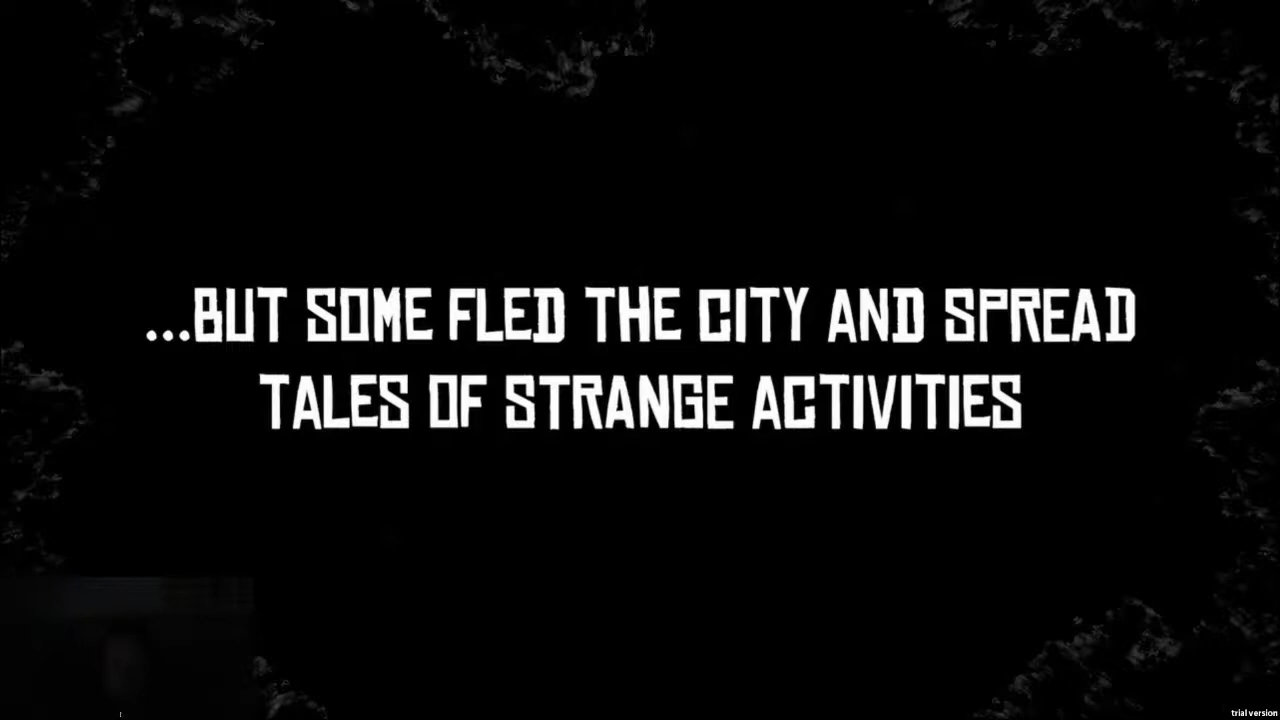 ...BUT SOME FLED THE CITY AND SPREAD
TALES OF STRANGE ACTIVITIES
trial version